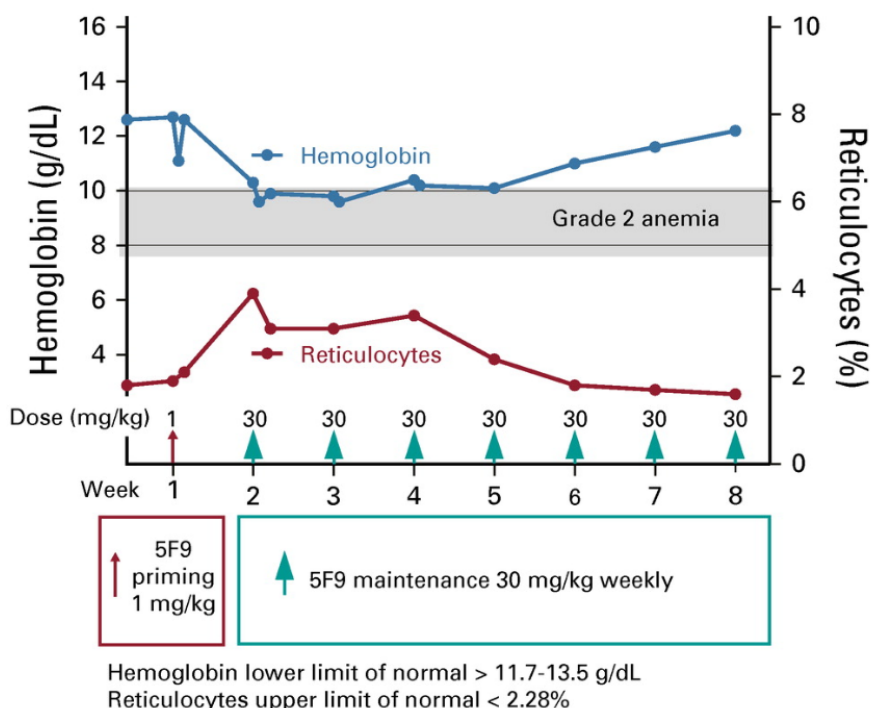 16
14
12
10
8
6
4
Hemoglobin (g/dL)
10
8
6
4
2
0
Reticulocytes (%)
Hemoglobin
Grade 2 anemia
Reticulocytes
Dose (mg/kg) 1 30 30 30 30 30 30 30
Week 1 2 3 4 5 6 7 8
5F9
priming
1 mg/kg
5F9 maintenance 30 mg/kg weekly
Hemoglobin lower limit of normal > 11.7-13.5 g/dL
Reticulocytes upper limit of normal < 2.28%